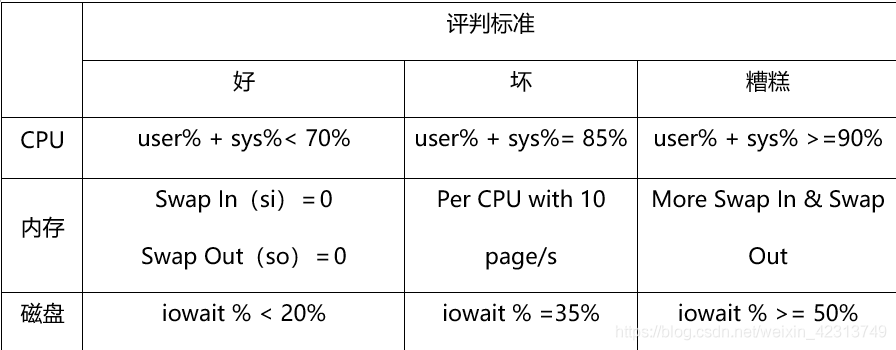 评判标准
好 坏 糟糕
CPU user% + sys%< 70% user% + sys%= 85% user% + sys% >=90%
内存 Swap In（si）=0 Per CPU with 10 More Swap In & Swap
Swap Out（so）=0 page/s Out
磁盘 iowait % < 20% iowait % =35% iowait % >= 50%
https://blog.csdn.net/weixin_42313749